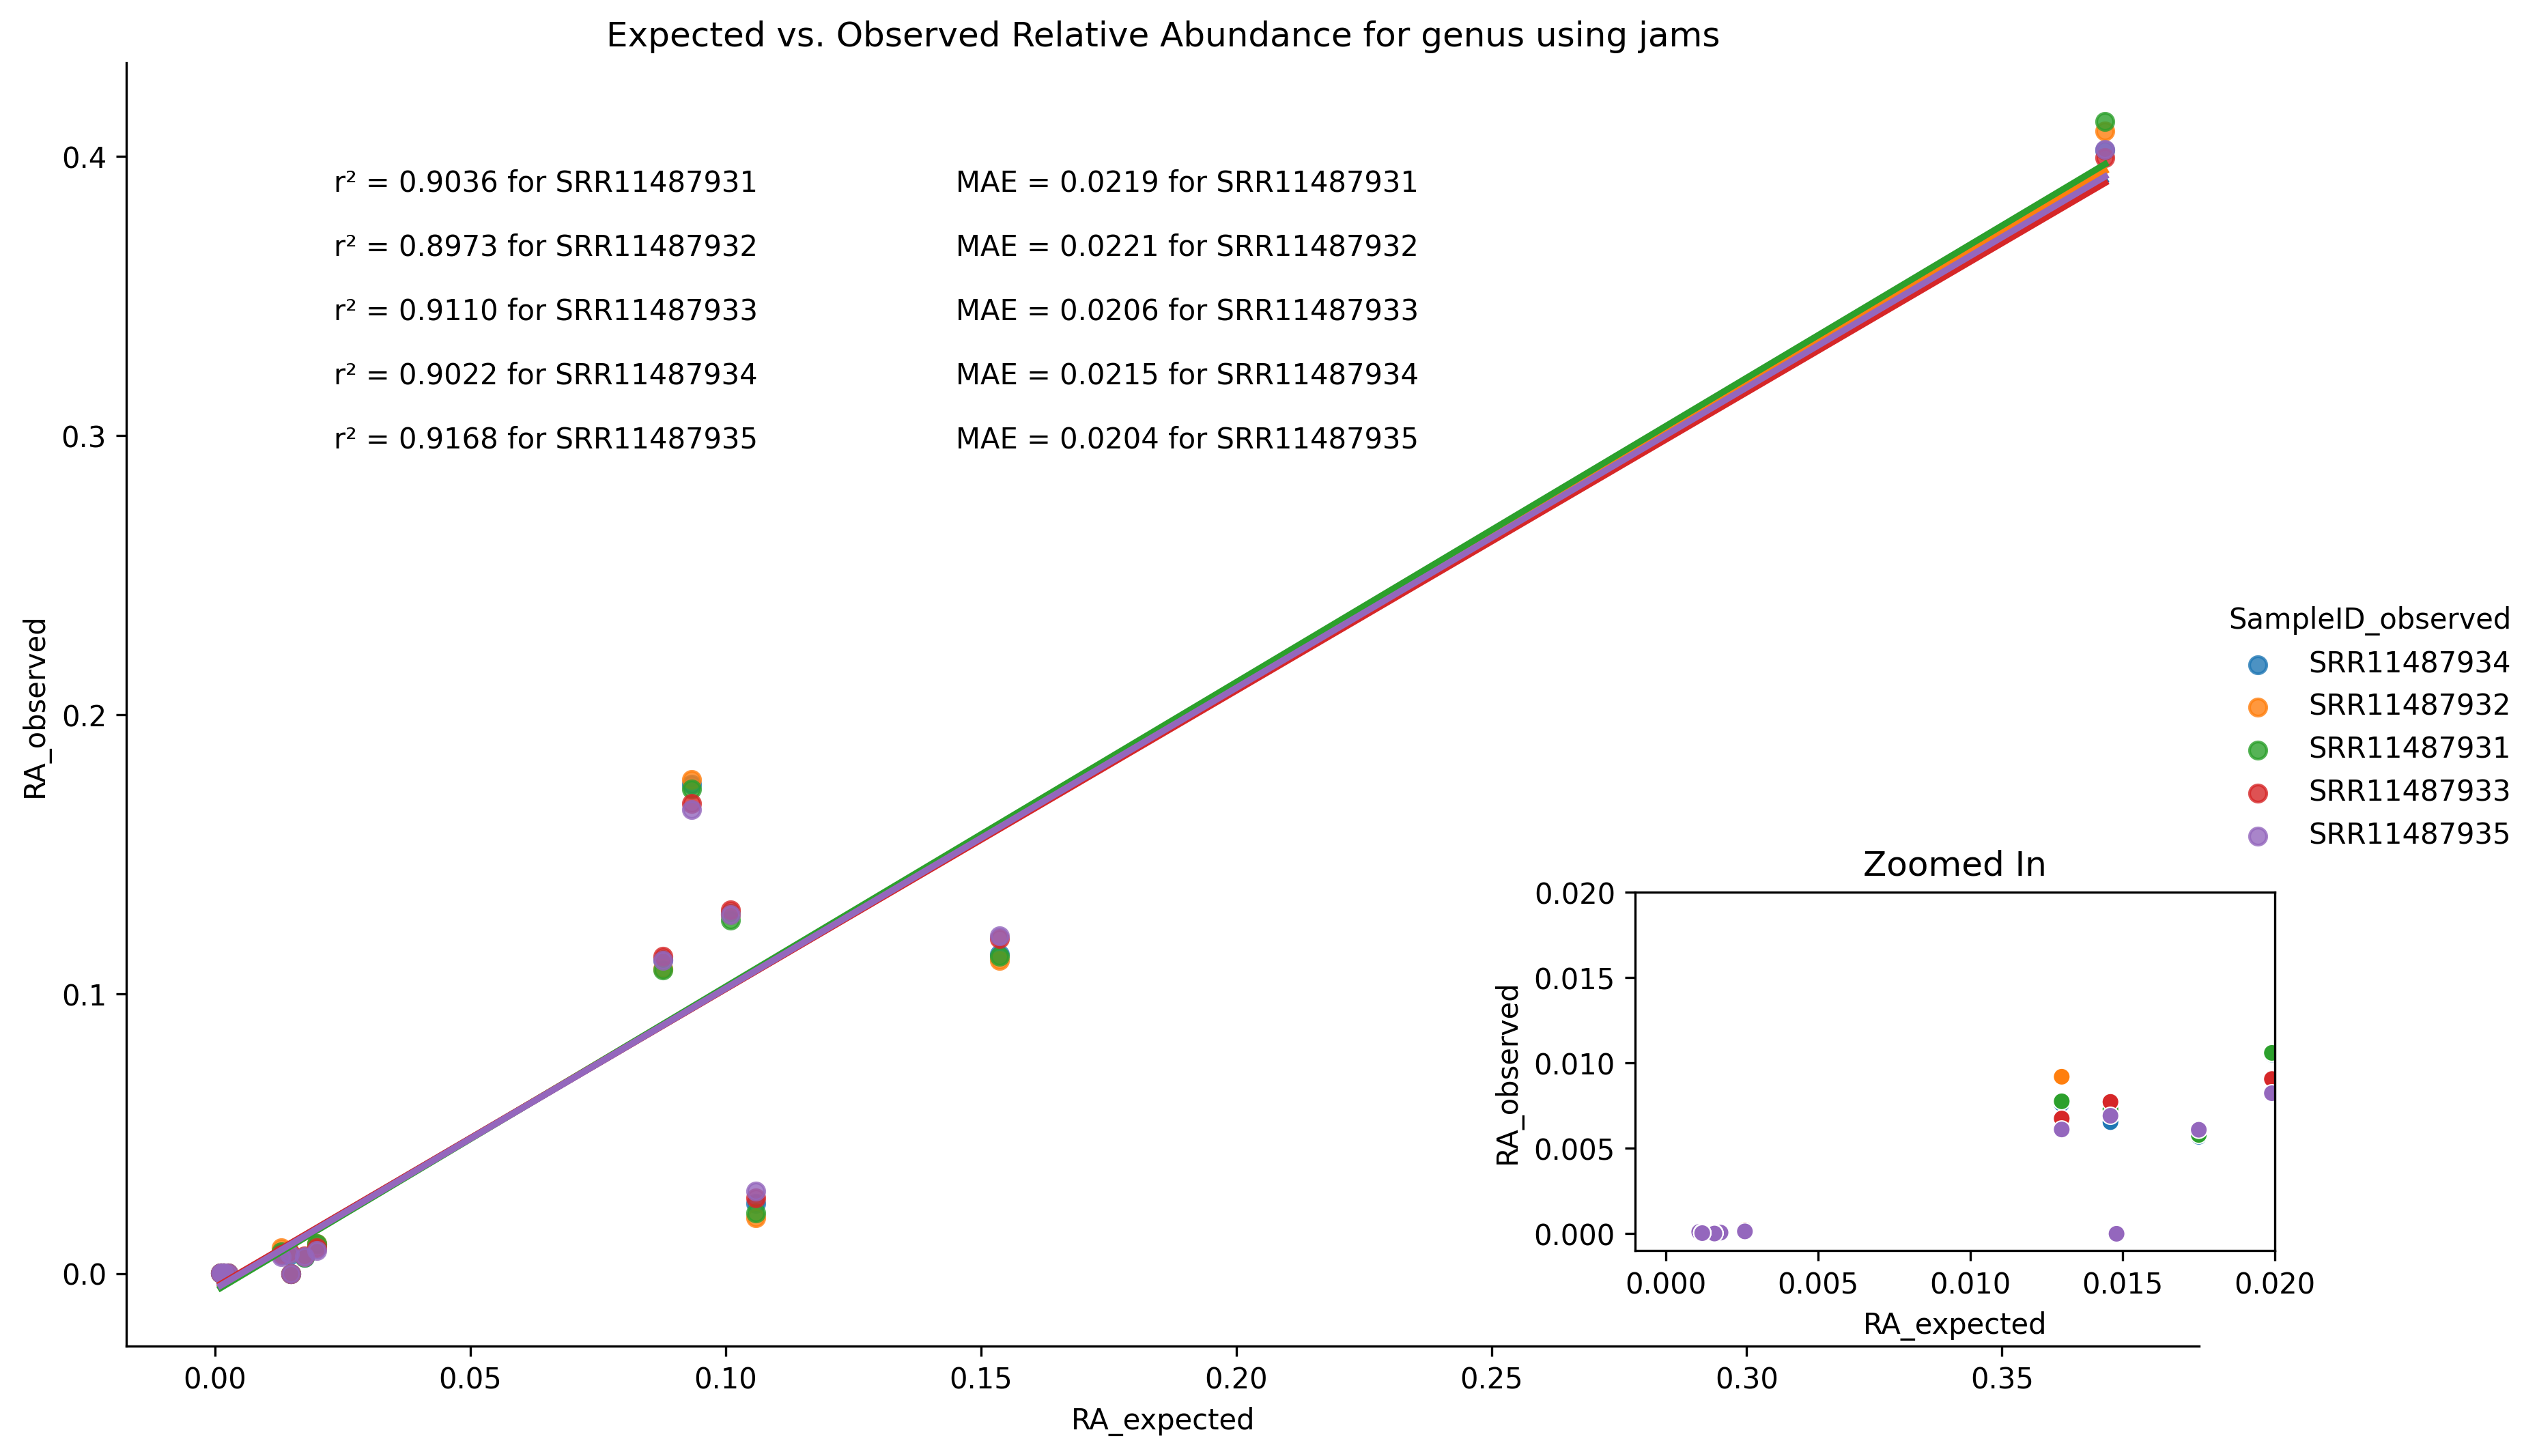 Expected vs. Observed Relative Abundance for genus using jams
r² = 0.9036 for SRR11487931
MAE = 0.0219 for SRR11487931
r² = 0.8973 for SRR11487932
MAE = 0.0221 for SRR11487932
r² = 0.9110 for SRR11487933
MAE = 0.0206 for SRR11487933
r² = 0.9022 for SRR11487934
MAE = 0.0215 for SRR11487934
r² = 0.9168 for SRR11487935
MAE = 0.0204 for SRR11487935
RA_observed
0.4
0.3
0.2
0.1
0.0
0.00 0.05 0.10 0.15 0.20 0.25 0.30 0.35
RA_expected
SampleID_observed
SRR11487934
SRR11487932
SRR11487931
SRR11487933
SRR11487935
Zoomed In
RA_observed
0.020
0.015
0.010
0.005
0.000
0.000 0.005 0.010 0.015 0.020
RA_expected